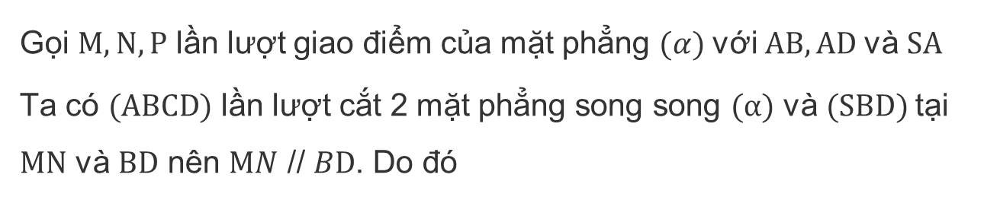 Gọi M, N, P lần lượt giao điểm của mặt phẳng (α) với AB, AD và SA
Ta có (ABCD) lần lượt cắt 2 mặt phẳng song song (α) và (SBD) tại
MN và BD nên MN // BD. Do đó